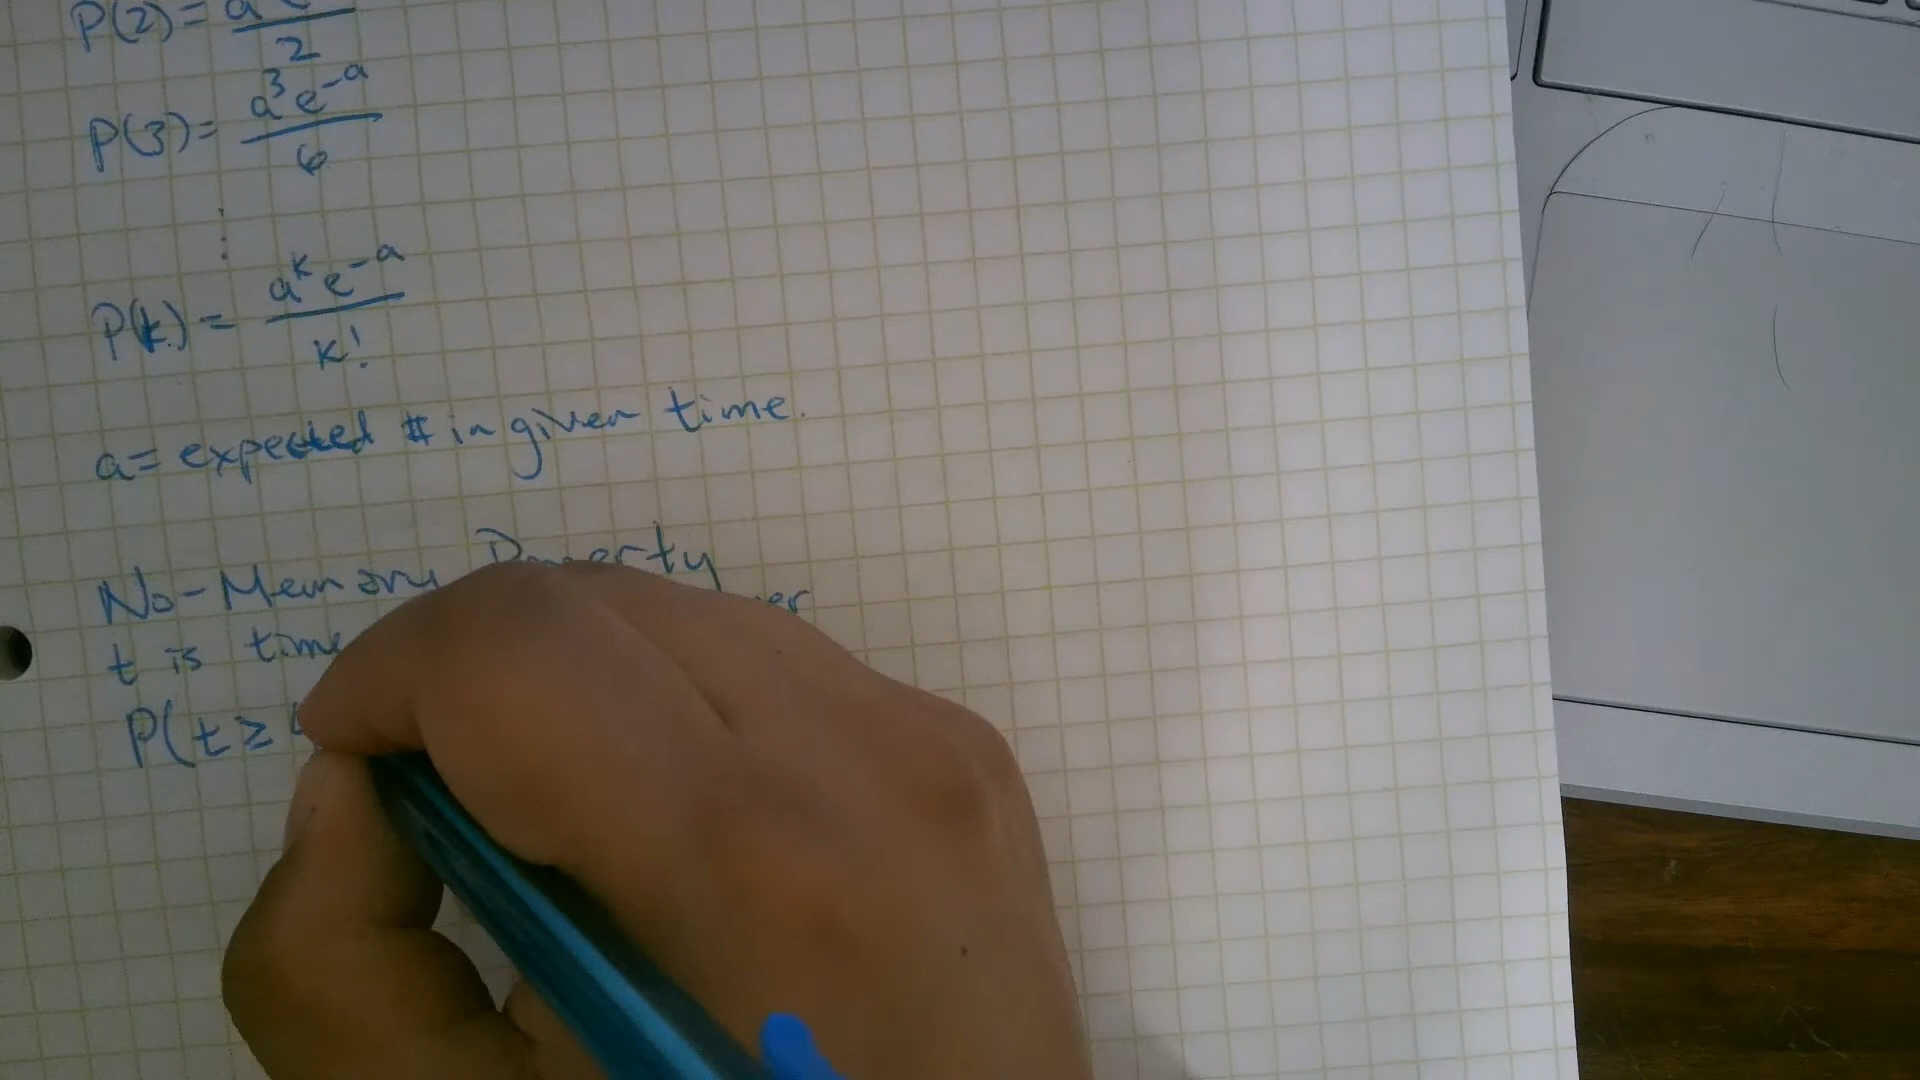 P(2) = a
2
P(3) = a³e⁻ᵃ
6
⋮
P(k) = aᵏe⁻ᵃ
k!
a = expected # in given time.
No-Memory Property
t is time
P(t ≥